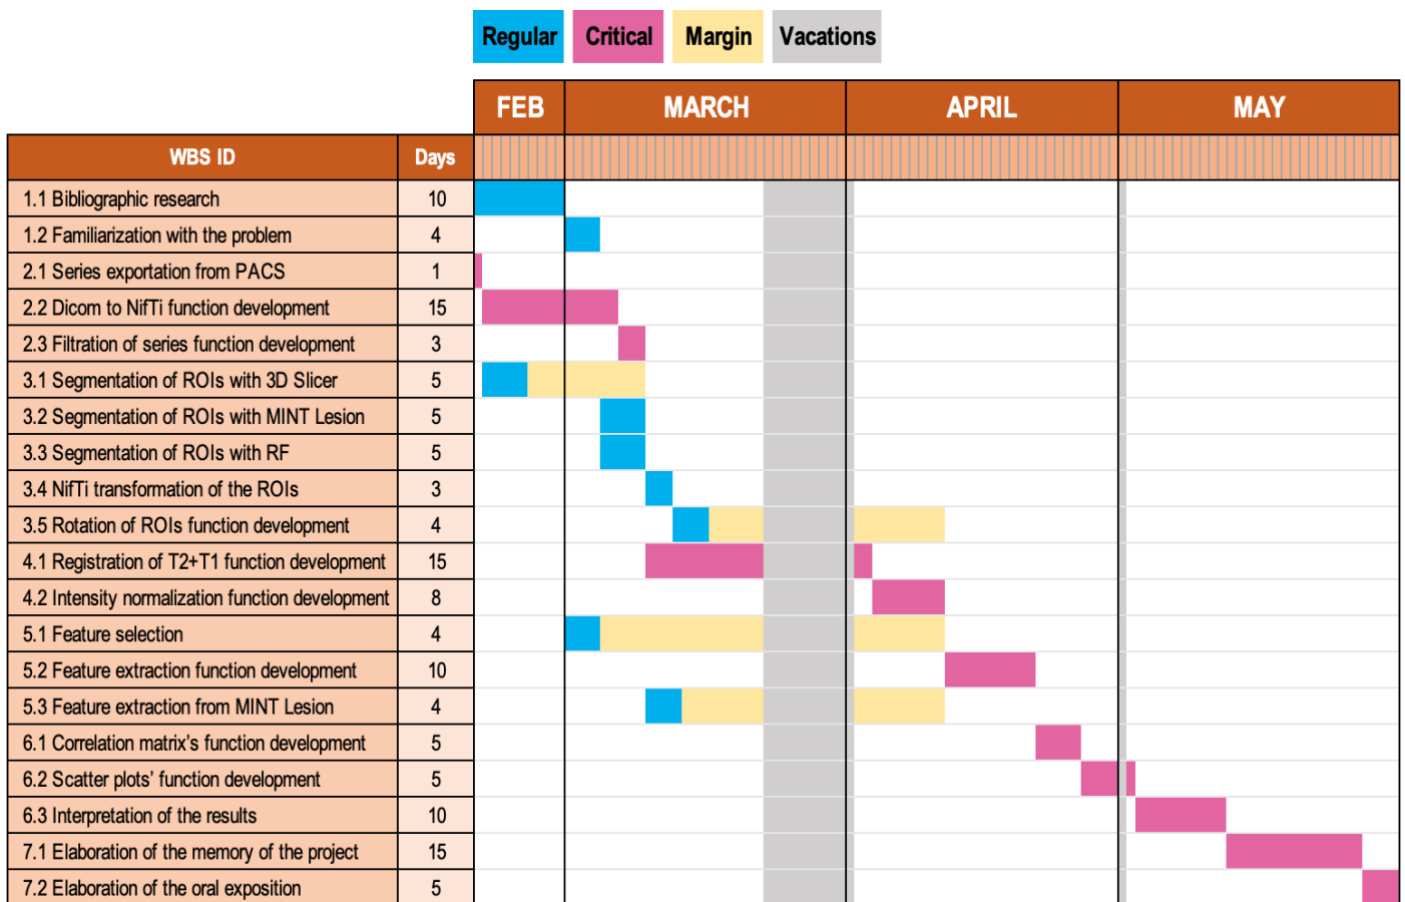 Regular Critical Margin Vacations
FEB MARCH APRIL MAY
WBS ID Days
1.1 Bibliographic research 10
1.2 Familiarization with the problem 4
2.1 Series exportation from PACS 1
2.2 Dicom to NifTi function development 15
2.3 Filtration of series function development 3
3.1 Segmentation of ROIs with 3D Slicer 5
3.2 Segmentation of ROIs with MINT Lesion 5
3.3 Segmentation of ROIs with RF 5
3.4 NifTi transformation of the ROIs 3
3.5 Rotation of ROIs function development 4
4.1 Registration of T2+T1 function development 15
4.2 Intensity normalization function development 8
5.1 Feature selection 4
5.2 Feature extraction function development 10
5.3 Feature extraction from MINT Lesion 4
6.1 Correlation matrix's function development 5
6.2 Scatter plots' function development 5
6.3 Interpretation of the results 10
7.1 Elaboration of the memory of the project 15
7.2 Elaboration of the oral exposition 5